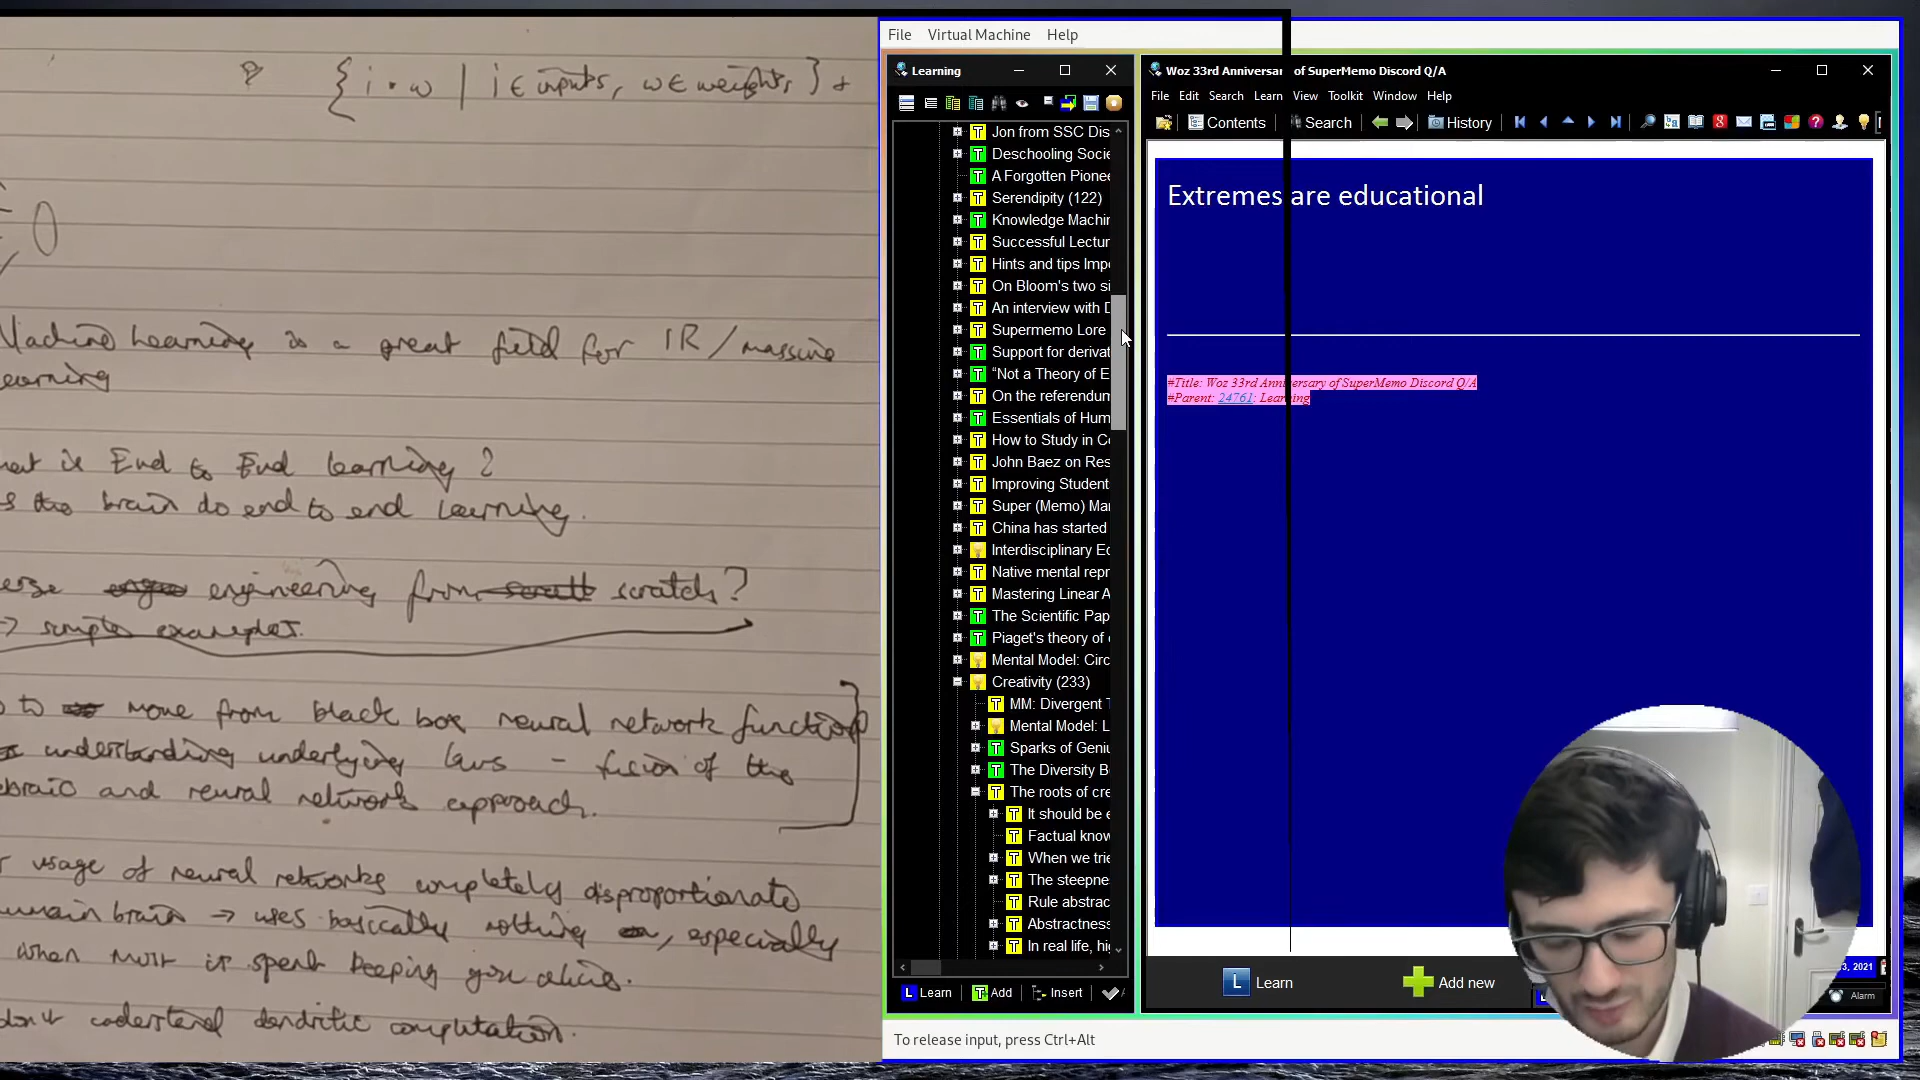 { i • w | i ∈ inputs, w ∈ weights } +
Machine Learning is a great field for IR / massive
learning
What is End to End learning?
the brain do end to end learning.
engineering from scratch?
→ simple examples.
to move from black box neural network function
understanding underlying laws - fusion of the
and neural network approach.
usage of neural networks completely disproportionate
human brain → uses basically nothing , especially
when most is spent keeping you alive.
don't understand dendritic computation.
File Virtual Machine Help
Learning
Jon from SSC Dis
Deschooling Socie
A Forgotten Pionee
Serendipity (122)
Knowledge Machin
Successful Lectur
Hints and tips Impo
On Bloom's two si
An interview with D
Supermemo Lore
Support for derivat
“Not a Theory of E
On the referendum
Essentials of Hum
How to Study in Co
John Baez on Res
Improving Student
Super (Memo) Mar
China has started
Interdisciplinary Ed
Native mental repr
Mastering Linear A
The Scientific Pap
Piaget's theory of c
Mental Model: Circ
Creativity (233)
MM: Divergent T
Mental Model: L
Sparks of Geniu
The Diversity B
The roots of cre
It should be e
Factual know
When we trie
The steepne
Rule abstrac
Abstractness
In real life, hi
Learn Add Insert
Woz 33rd Anniversar of SuperMemo Discord Q/A
File Edit Search Learn View Toolkit Window Help
Contents Search History
Extremes are educational
#Title: Woz 33rd Anniversary of SuperMemo Discord Q/A
#Parent: 24761: Learning
Learn Add new
3, 2021
Alarm
To release input, press Ctrl+Alt